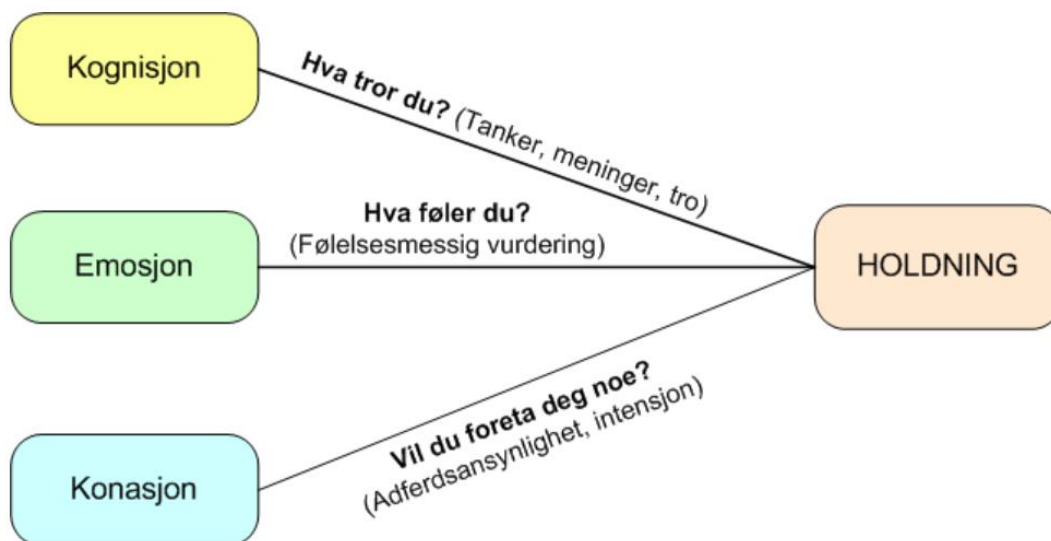 Kognisjon
Hva tror du? (Tanker, meninger, tro)
Hva føler du?
(Følelsesmessig vurdering)
Emosjon
HOLDNING
Vil du foreta deg noe?
(Adferdsansynlighet, intensjon)
Konasjon